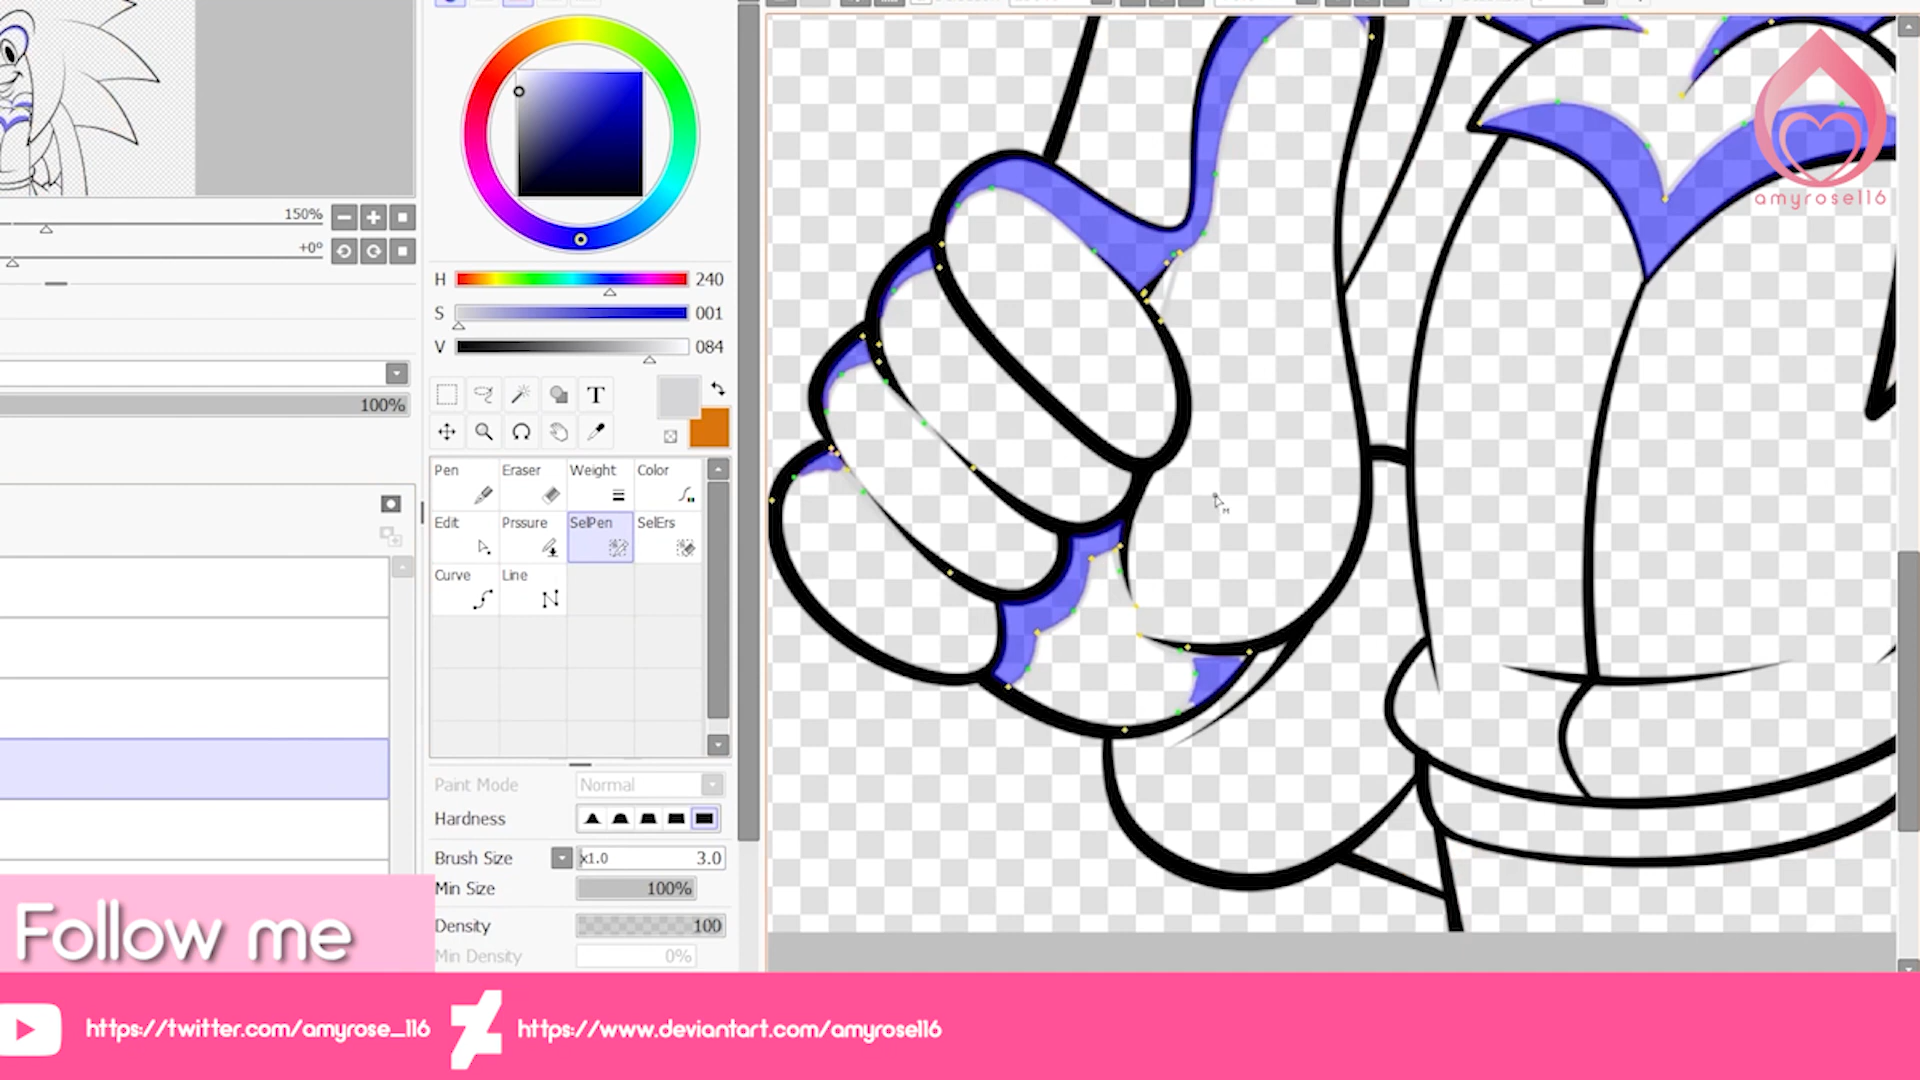 150%
+0°
H 240
S 001
V 084
100%
T
Pen Eraser Weight Color
Edit Prssure SelPen SelErs
Curve Line
Paint Mode Normal
Hardness
Brush Size x1.0 3.0
Min Size 100%
Density 100
Min Density 0%
amyrose116
Follow me
https://twitter.com/amyrose_116
https://www.deviantart.com/amyrose116